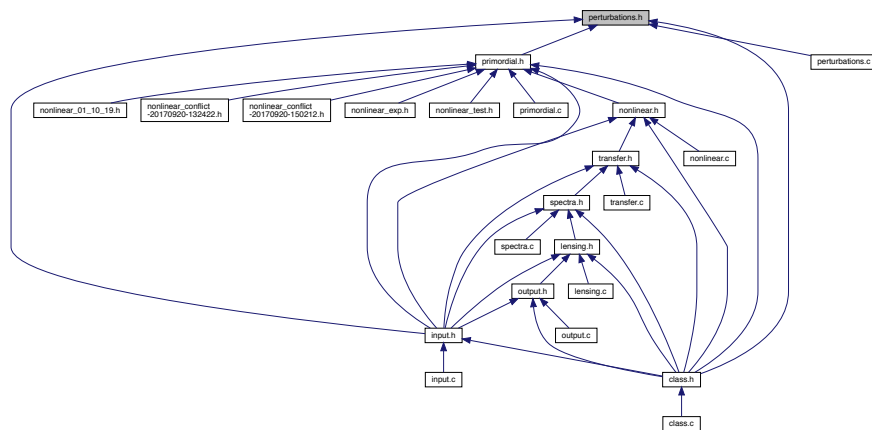 perturbations.h
primordial.h
perturbations.c
nonlinear_01_10_19.h
nonlinear_conflict
-20170920-132422.h
nonlinear_conflict
-20170920-150212.h
nonlinear_exp.h
nonlinear_test.h
primordial.c
nonlinear.h
transfer.h
nonlinear.c
spectra.h
transfer.c
spectra.c
lensing.h
output.h
lensing.c
input.h
output.c
input.c
class.h
class.c